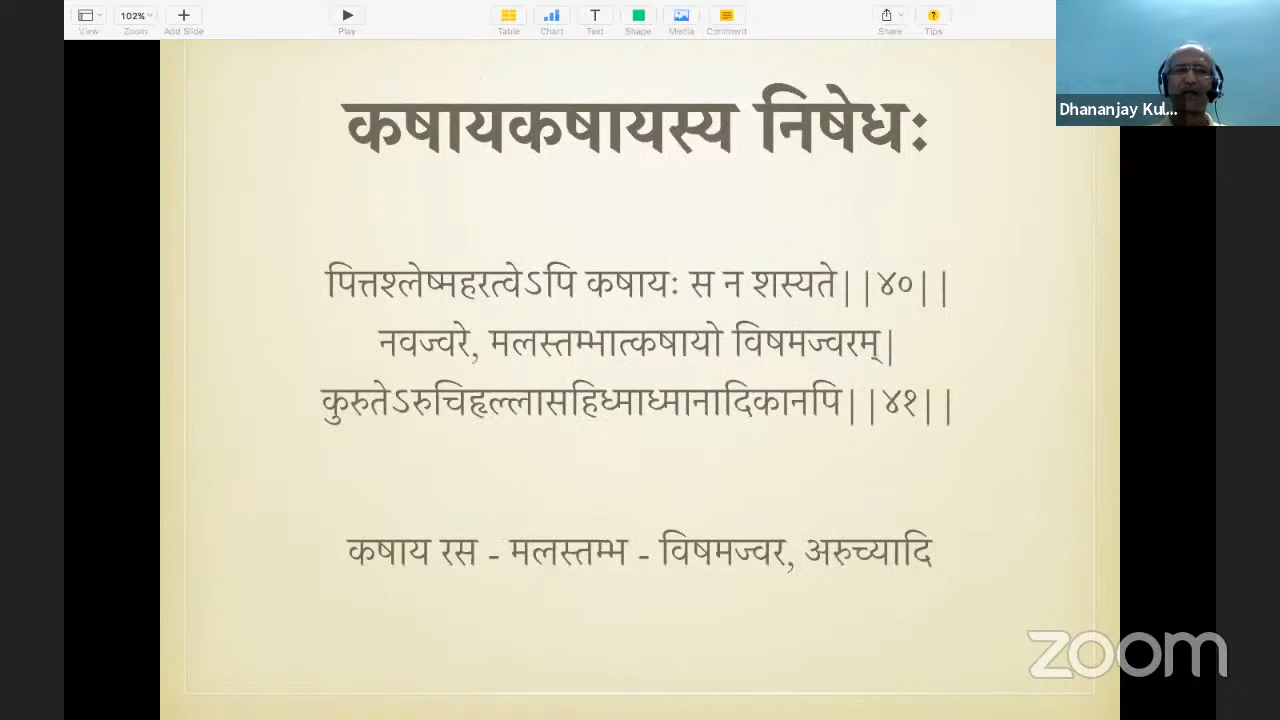 View
102%
Zoom
Add Slide
Play
Table
Chart
Text
Shape
Media
Comment
Share
Tips
Dhananjay Kul...
कषायकषायस्य निषेधः
पित्तश्लेष्महरत्वेऽपि कषायः स न शस्यते||४०||
नवज्वरे, मलस्तम्भात्कषायो विषमज्वरम्|
कुरुतेऽरुचिहृल्लासहिध्माध्मानादिकानपि||४१||
कषाय रस - मलस्तम्भ - विषमज्वर, अरुच्यादि
zoom